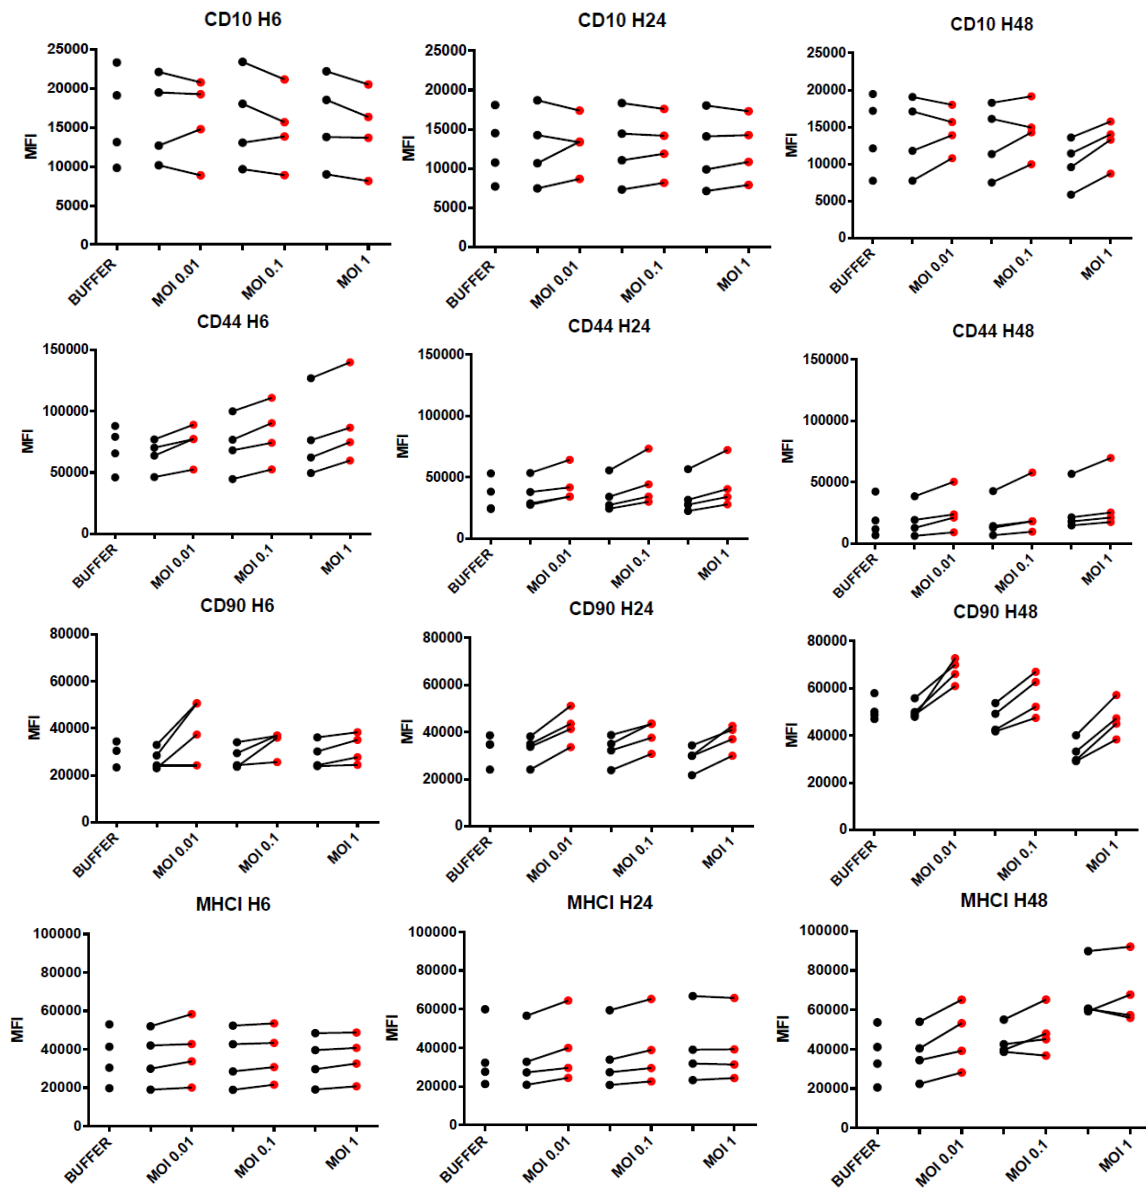 CD10 H6
MFI
25000
20000
15000
10000
5000
0
BUFFER
MOI 0.01
MOI 0.1
MOI 1
CD10 H24
MFI
25000
20000
15000
10000
5000
0
BUFFER
MOI 0.01
MOI 0.1
MOI 1
CD10 H48
MFI
25000
20000
15000
10000
5000
0
BUFFER
MOI 0.01
MOI 0.1
MOI 1
CD44 H6
MFI
150000
100000
50000
0
BUFFER
MOI 0.01
MOI 0.1
MOI 1
CD44 H24
MFI
150000
100000
50000
0
BUFFER
MOI 0.01
MOI 0.1
MOI 1
CD44 H48
MFI
150000
100000
50000
0
BUFFER
MOI 0.01
MOI 0.1
MOI 1
CD90 H6
MFI
80000
60000
40000
20000
0
BUFFER
MOI 0.01
MOI 0.1
MOI 1
CD90 H24
MFI
80000
60000
40000
20000
0
BUFFER
MOI 0.01
MOI 0.1
MOI 1
CD90 H48
MFI
80000
60000
40000
20000
0
BUFFER
MOI 0.01
MOI 0.1
MOI 1
MHCI H6
MFI
100000
80000
60000
40000
20000
0
BUFFER
MOI 0.01
MOI 0.1
MOI 1
MHCI H24
MFI
100000
80000
60000
40000
20000
0
BUFFER
MOI 0.01
MOI 0.1
MOI 1
MHCI H48
MFI
100000
80000
60000
40000
20000
0
BUFFER
MOI 0.01
MOI 0.1
MOI 1